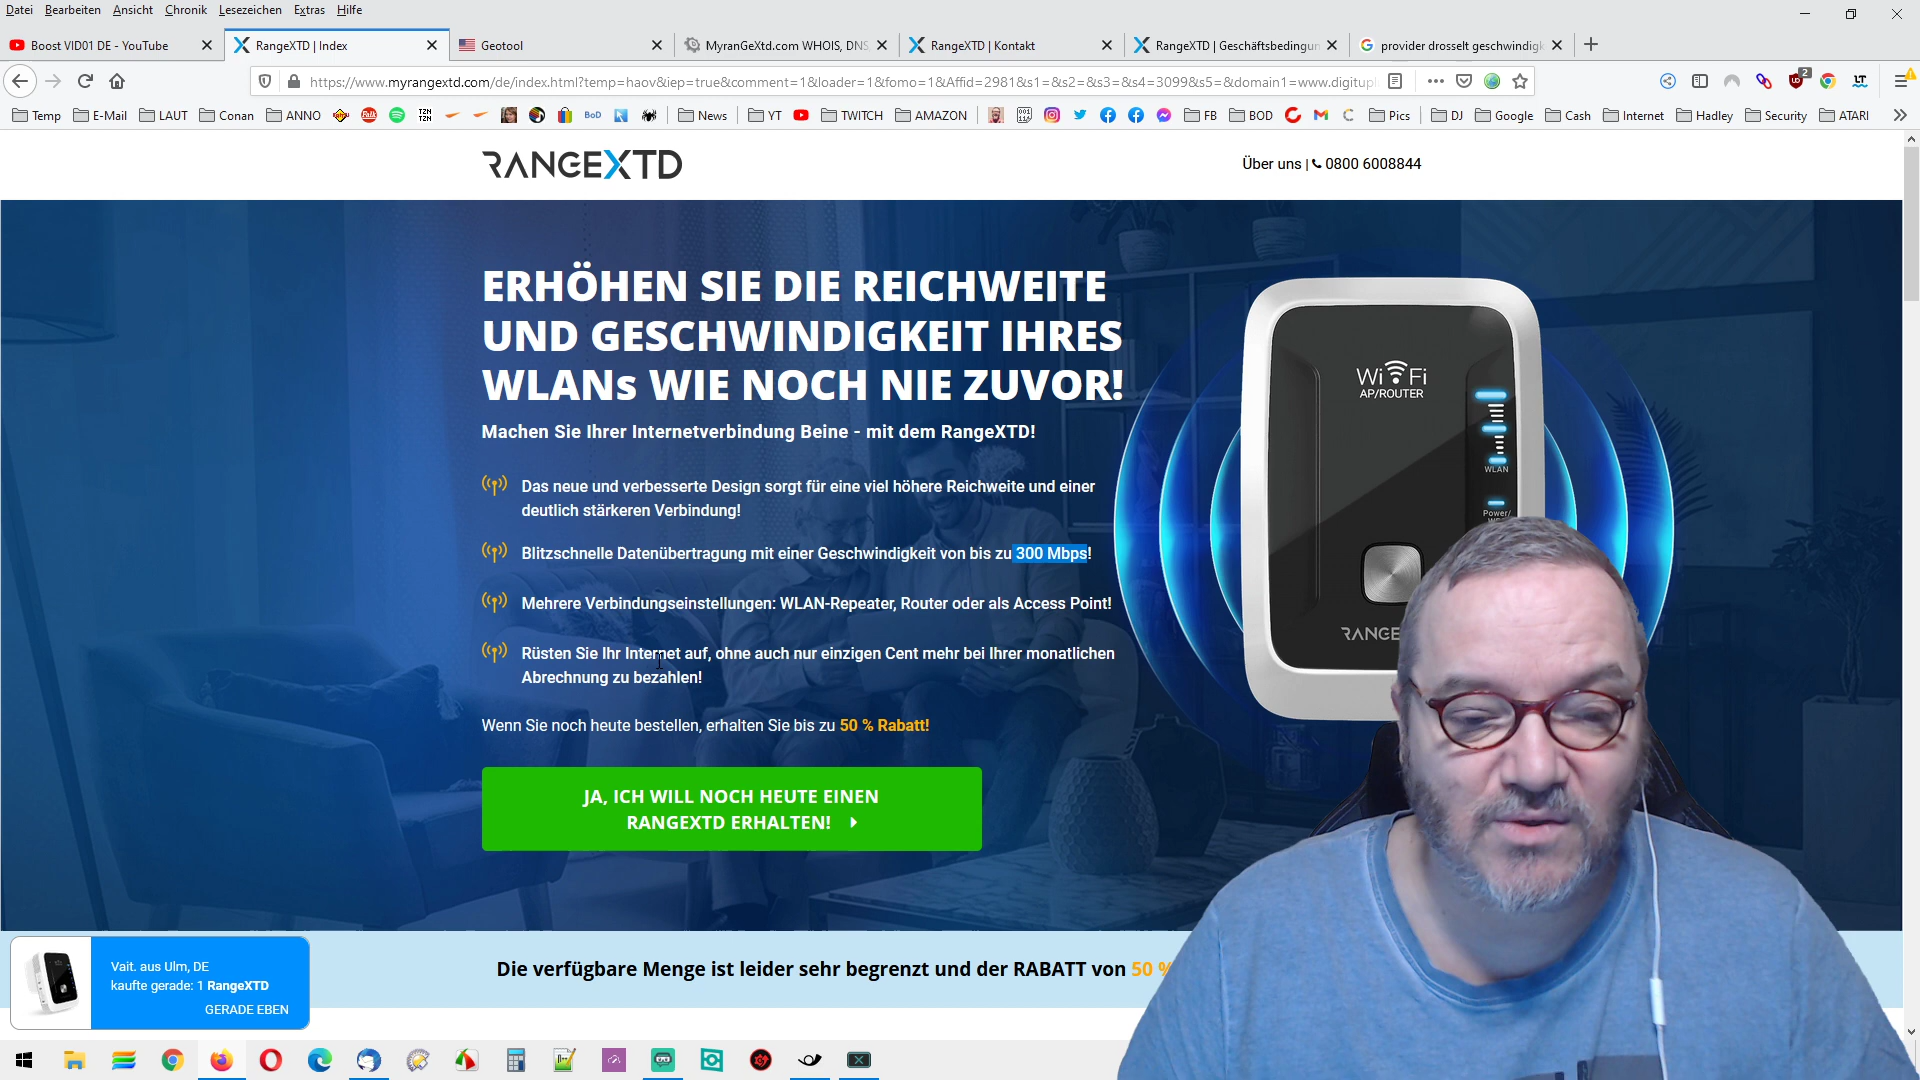 Datei Bearbeiten Ansicht Chronik Lesezeichen Extras Hilfe
Boost VID01 DE - YouTube
RangeXTD | Index
Geotool
MyranGeXtd.com WHOIS, DNS
RangeXTD | Kontakt
RangeXTD | Geschäftsbedingun
provider drosselt geschwindigk
https://www.myrangextd.com/de/index.html?temp=haov&iep=true&comment=1&loader=1&fomo=1&Affid=2981&s1=&s2=&s3=&s4=3099&s5=&domain1=www.digitupl
2
Temp E-Mail LAUT Conan ANNO BoD News YT TWITCH AMAZON FB BOD Pics DJ Google Cash Internet Hadley Security ATARI
RANGEXTD
Über uns | 0800 6008844
ERHÖHEN SIE DIE REICHWEITE
UND GESCHWINDIGKEIT IHRES
WLANs WIE NOCH NIE ZUVOR!
Machen Sie Ihrer Internetverbindung Beine - mit dem RangeXTD!
Das neue und verbesserte Design sorgt für eine viel höhere Reichweite und einer
deutlich stärkeren Verbindung!
Blitzschnelle Datenübertragung mit einer Geschwindigkeit von bis zu 300 Mbps!
Mehrere Verbindungseinstellungen: WLAN-Repeater, Router oder als Access Point!
Rüsten Sie Ihr Internet auf, ohne auch nur einzigen Cent mehr bei Ihrer monatlichen
Abrechnung zu bezahlen!
Wenn Sie noch heute bestellen, erhalten Sie bis zu 50 % Rabatt!
JA, ICH WILL NOCH HEUTE EINEN
RANGEXTD ERHALTEN!
WiFi
AP/ROUTER
WLAN
Power/
RANGE
Vait. aus Ulm, DE
kaufte gerade: 1 RangeXTD
GERADE EBEN
Die verfügbare Menge ist leider sehr begrenzt und der RABATT von 50 %